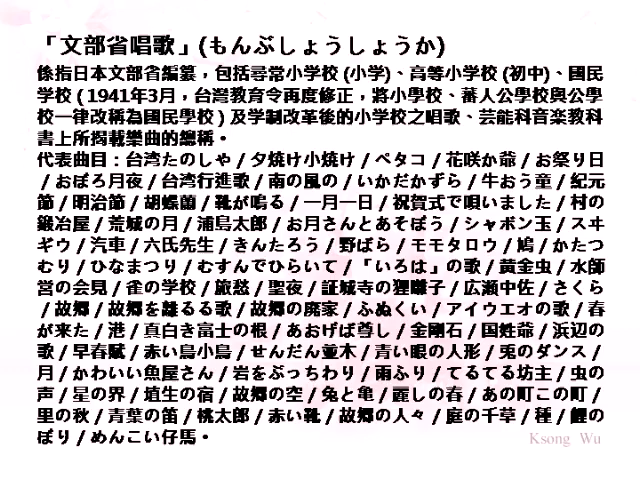 「文部省唱歌」(もんぶしょうしょうか)
係指日本文部省編纂，包括尋常小学校 (小学)、高等小学校 (初中)、國民
学校 ( 1941年3月，台灣教育令再度修正，將小學校、蕃人公學校與公學
校一律改稱為國民學校 ) 及学制改革後的小学校之唱歌、芸能科音楽教科
書上所揭載樂曲的總稱。
代表曲目：台湾たのしや / 夕焼け小焼け / ペタコ / 花咲か爺 / お祭り日
/ おぼろ月夜 / 台湾行進歌 / 南の風の / いかだかずら / 牛おう童 / 紀元
節 / 明治節 / 胡蝶蘭 / 靴が鳴る / 一月一日 / 祝賀式で唄いました / 村の
鍛冶屋 / 荒城の月 / 浦島太郎 / お月さんとあそぼう / シャボン玉 / スヰ
ギウ / 汽車 / 六氏先生 / きんたろう / 野ばら / モモタロウ / 鳩 / かたつ
むり / ひなまつり / むすんでひらいて / 「いろは」の歌 / 黃金虫 / 水師
営の会見 / 雀の学校 / 旅愁 / 聖夜 / 証城寺の狸囃子 / 広瀬中佐 / さくら
/ 故郷 / 故郷を離るる歌 / 故郷の廃家 / ふぬくい / アイウエオの歌 / 春
が来た / 港 / 真白き富士の根 / あおげば尊し / 金剛石 / 国姓爺 / 浜辺の
歌 / 早春賦 / 赤い鳥小鳥 / せんだん並木 / 青い眼の人形 / 兎のダンス /
月 / かわいい魚屋さん / 岩をぶっちわり / 雨ふり / てるてる坊主 / 虫の
声 / 星の界 / 埴生の宿 / 故郷の空 / 兔と亀 / 麗しの春 / あの町この町 /
里の秋 / 青葉の笛 / 桃太郎 / 赤い靴 / 故郷の人々 / 庭の千草 / 種 / 鯉の
ぼり / めんこい仔馬。
Ksong Wu